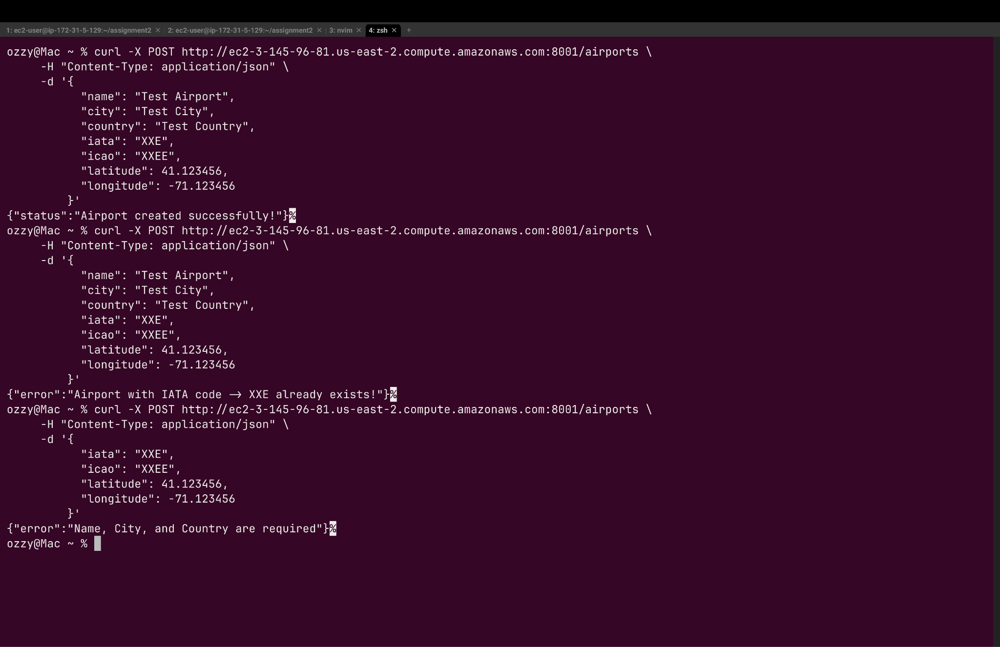 1: ec2-user@ip-172-31-5-129:~/assignment2 × 2: ec2-user@ip-172-31-5-129:~/assignment2 × 3: nvim × 4: zsh × +
ozzy@Mac ~ % curl -X POST http://ec2-3-145-96-81.us-east-2.compute.amazonaws.com:8001/airports \
-H "Content-Type: application/json" \
-d '{
"name": "Test Airport",
"city": "Test City",
"country": "Test Country",
"iata": "XXE",
"icao": "XXEE",
"latitude": 41.123456,
"longitude": -71.123456
}'
{"status":"Airport created successfully!"}%
ozzy@Mac ~ % curl -X POST http://ec2-3-145-96-81.us-east-2.compute.amazonaws.com:8001/airports \
-H "Content-Type: application/json" \
-d '{
"name": "Test Airport",
"city": "Test City",
"country": "Test Country",
"iata": "XXE",
"icao": "XXEE",
"latitude": 41.123456,
"longitude": -71.123456
}'
{"error":"Airport with IATA code -> XXE already exists!"}%
ozzy@Mac ~ % curl -X POST http://ec2-3-145-96-81.us-east-2.compute.amazonaws.com:8001/airports \
-H "Content-Type: application/json" \
-d '{
"iata": "XXE",
"icao": "XXEE",
"latitude": 41.123456,
"longitude": -71.123456
}'
{"error":"Name, City, and Country are required"}%
ozzy@Mac ~ %